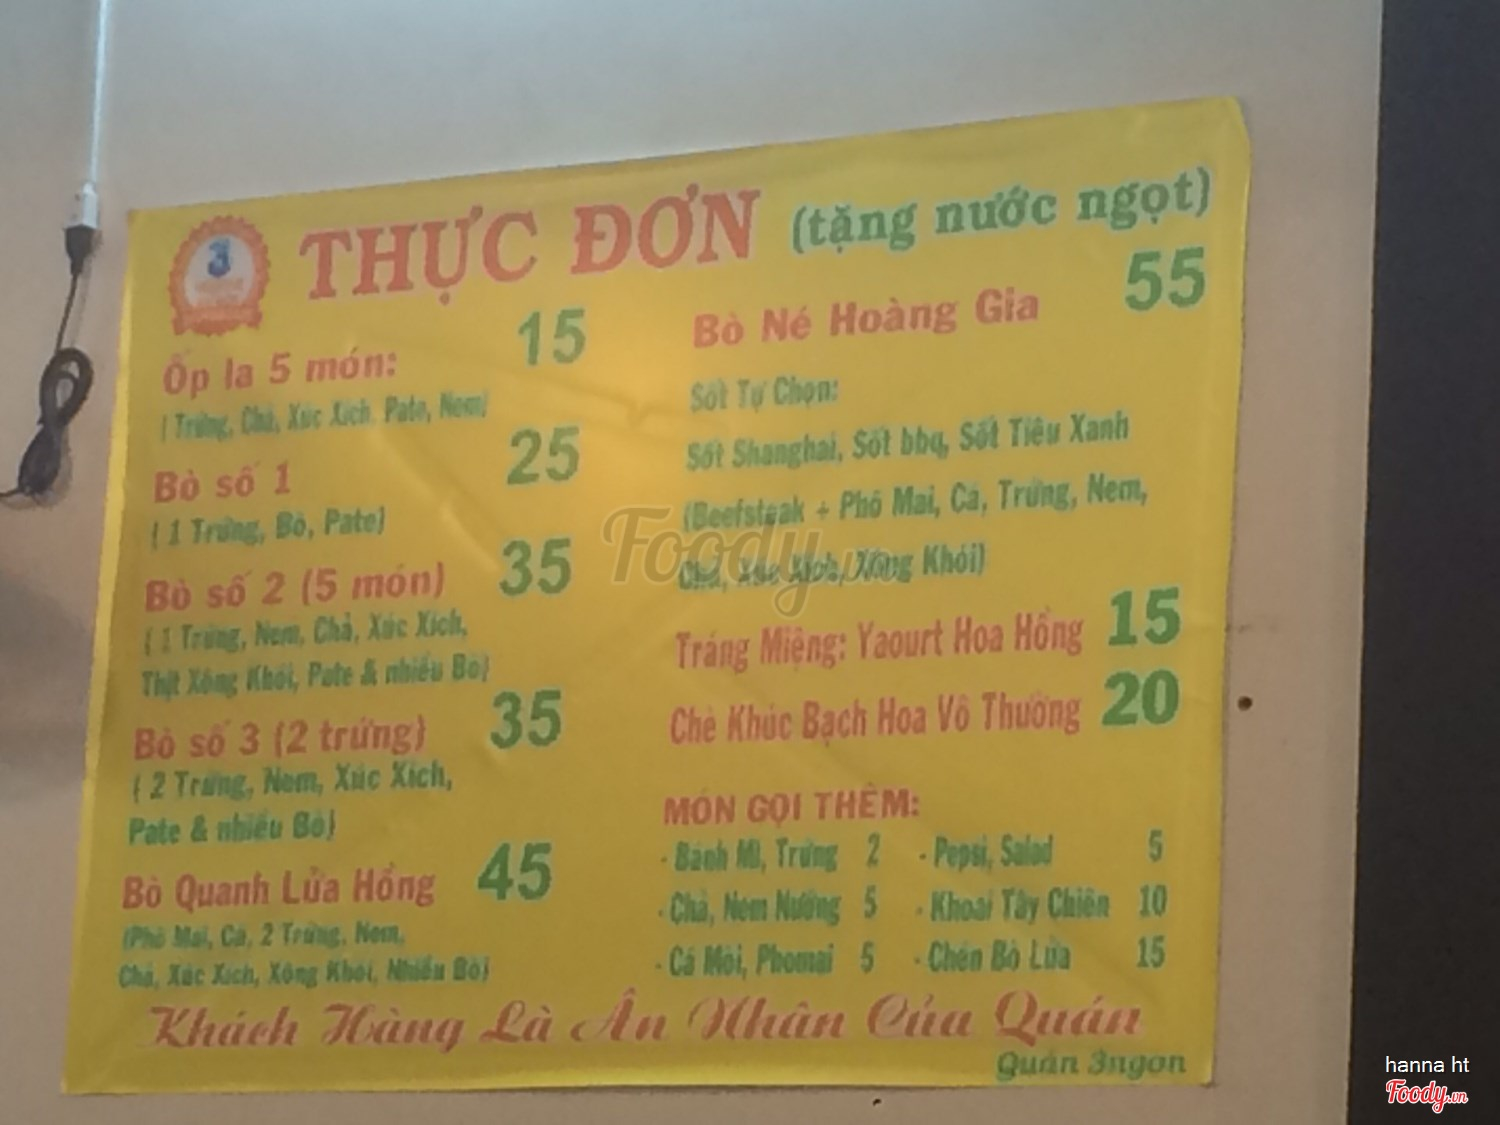 3
THỰC ĐƠN (tặng nước ngọt)
Ốp la 5 món: 15
( Trứng, Chả, Xúc Xích, Pate, Nem)
Bò số 1 25
( 1 Trứng, Bò, Pate)
Bò số 2 (5 món) 35
( 1 Trứng, Nem, Chả, Xúc Xích,
Thịt Xông Khói, Pate & nhiều Bò)
Bò số 3 (2 trứng) 35
( 2 Trứng, Nem, Xúc Xích,
Pate & nhiều Bò)
Bò Quanh Lửa Hồng 45
(Phô Mai, Cá, 2 Trứng, Nem,
Chả, Xúc Xích, Xông Khói, Nhiều Bò)
Bò Né Hoàng Gia 55
Sốt Tự Chọn:
Sốt Shanghai, Sốt bbq, Sốt Tiêu Xanh
(Beefsteak + Phô Mai, Cá, Trứng, Nem,
Chả, Xúc Xích, Xông Khói)
Tráng Miệng: Yaourt Hoa Hồng 15
Chè Khúc Bạch Hoa Vô Thường 20
MÓN GỌI THÊM:
- Bánh Mì, Trứng 2 - Pepsi, Salad 5
- Chả, Nem Nướng 5 - Khoai Tây Chiên 10
- Cá Mòi, Phomai 5 - Chén Bò Lửa 15
Khách Hàng Là Ân Nhân Của Quán
Quán 3ngon
Foody.vn
hanna ht
Foody.vn